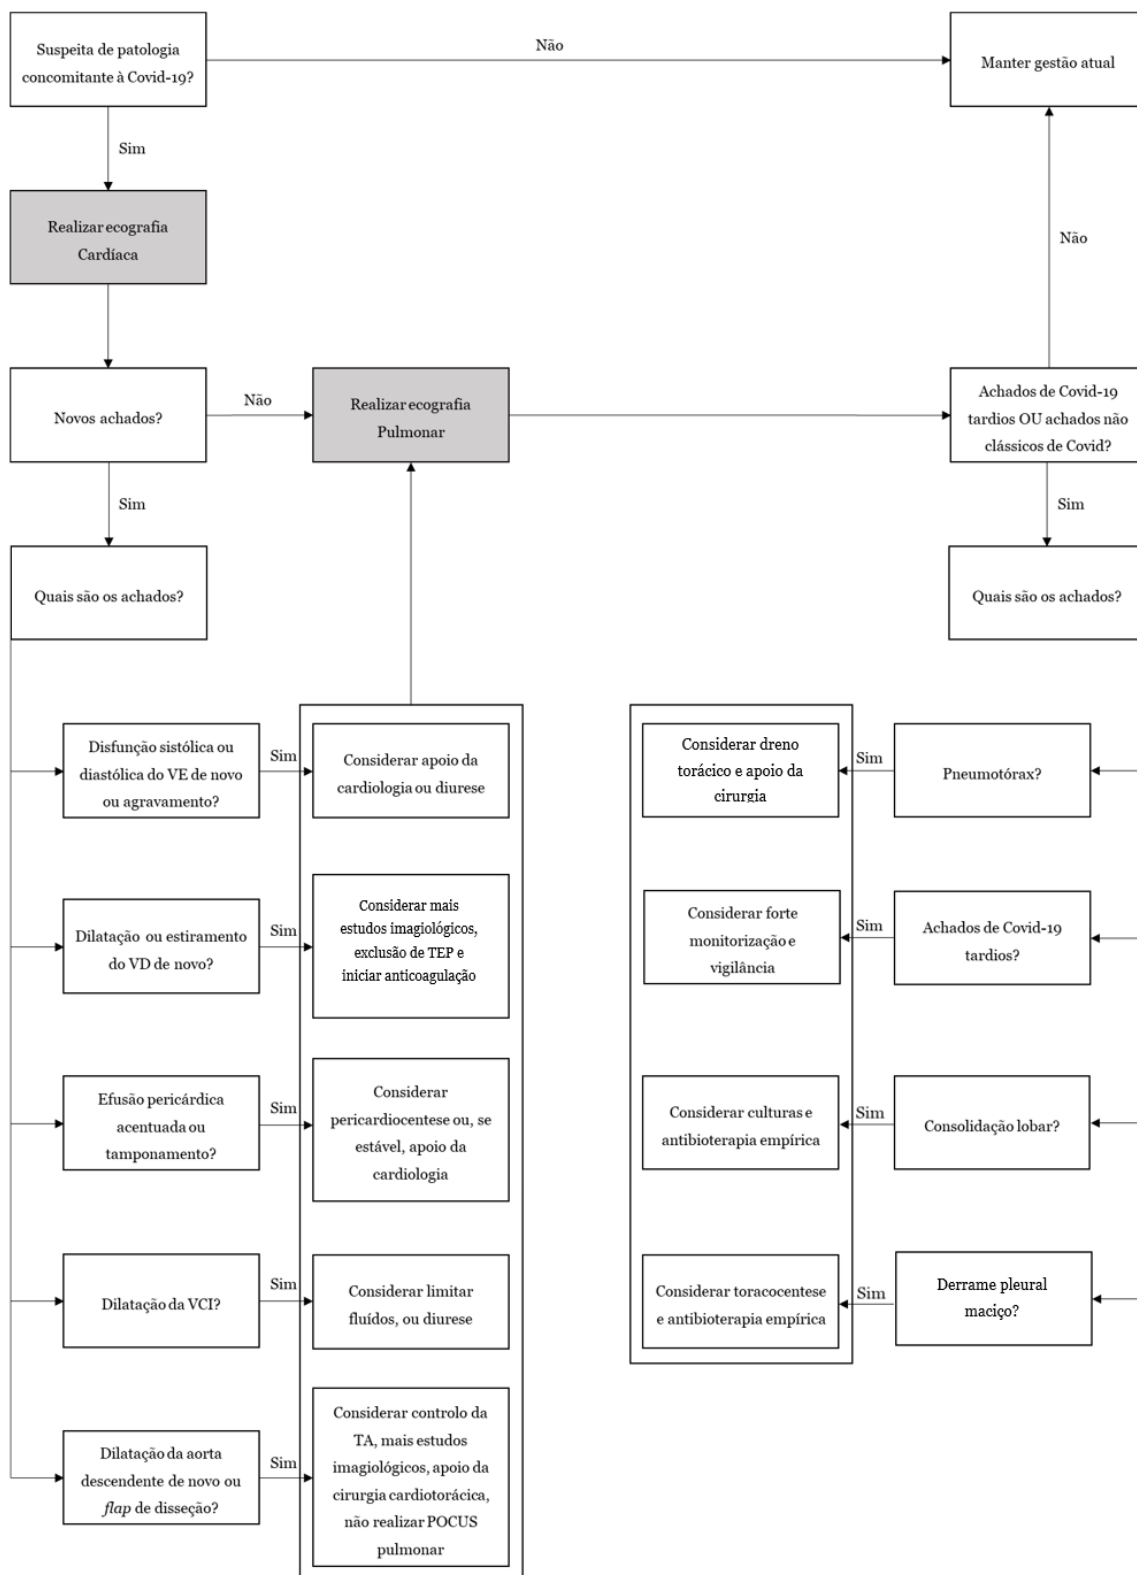 Suspeita de patologia
concomitante à Covid-19?
Não
Manter gestão atual
Sim
Realizar ecografia
Cardíaca
Não
Novos achados?
Não
Realizar ecografia
Pulmonar
Achados de Covid-19
tardios OU achados não
clássicos de Covid?
Sim
Sim
Quais são os achados?
Quais são os achados?
Disfunção sistólica ou
diastólica do VE de novo
ou agravamento?
Sim
Considerar apoio da
cardiologia ou diurese
Considerar dreno
torácico e apoio da
cirurgia
Sim
Pneumotórax?
Dilatação ou estiramento
do VD de novo?
Sim
Considerar mais
estudos imagiológicos,
exclusão de TEP e
iniciar anticoagulação
Considerar forte
monitorização e
vigilância
Sim
Achados de Covid-19
tardios?
Efusão pericárdica
acentuada ou
tamponamento?
Sim
Considerar
pericardiocentese ou, se
estável, apoio da
cardiologia
Considerar culturas e
antibioterapia empírica
Sim
Consolidação lobar?
Dilatação da VCI?
Sim
Considerar limitar
fluídos, ou diurese
Considerar toracocentese
e antibioterapia empírica
Sim
Derrame pleural
maciço?
Dilatação da aorta
descendente de novo ou
flap de disseção?
Sim
Considerar controlo da
TA, mais estudos
imagiológicos, apoio da
cirurgia cardiotorácica,
não realizar POCUS
pulmonar